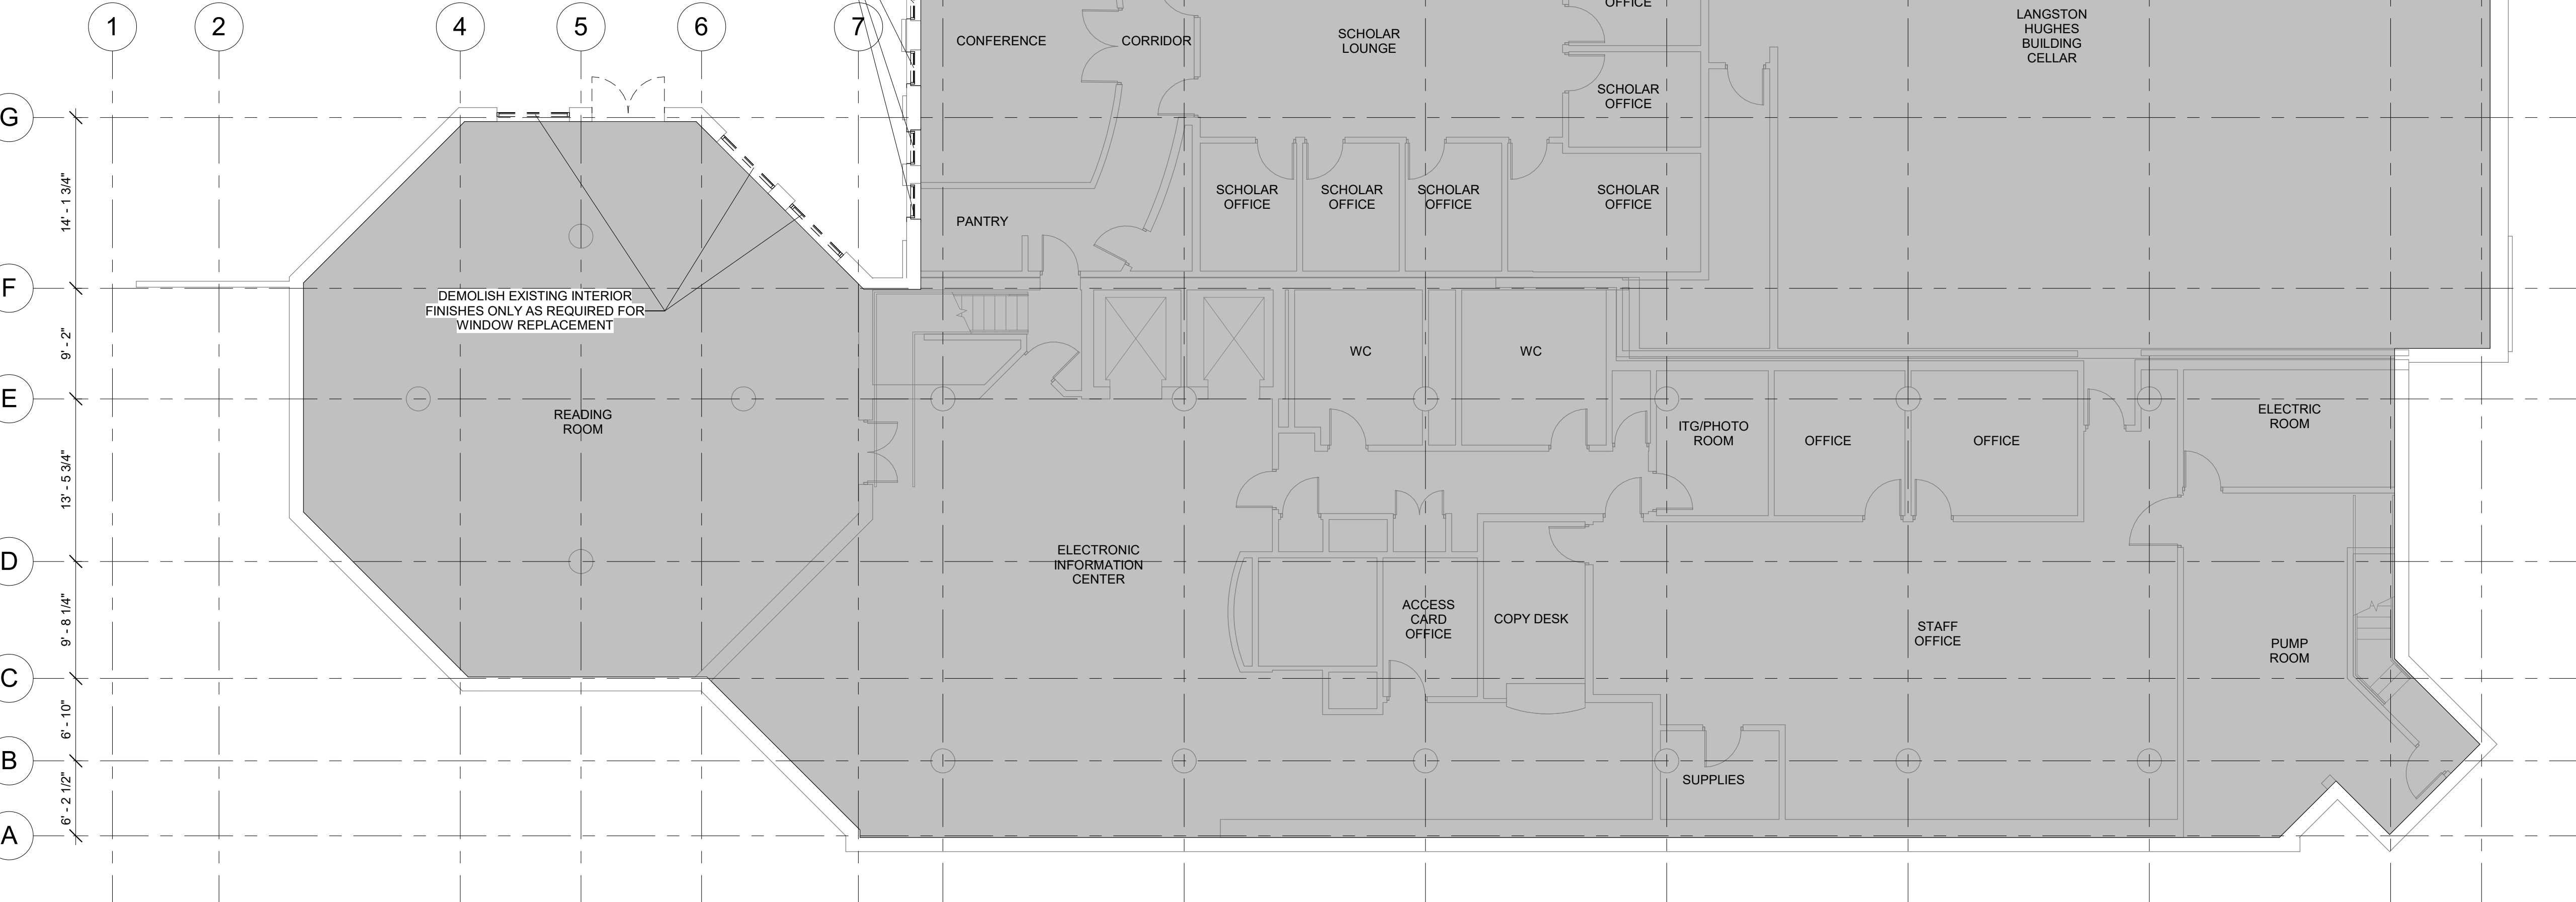 1
2
4
5
6
7
OFFICE
CONFERENCE
CORRIDOR
SCHOLAR
LOUNGE
LANGSTON
HUGHES
BUILDING
CELLAR
SCHOLAR
OFFICE
G
14' - 1 3/4"
SCHOLAR
OFFICE
SCHOLAR
OFFICE
SCHOLAR
OFFICE
SCHOLAR
OFFICE
PANTRY
F
DEMOLISH EXISTING INTERIOR
FINISHES ONLY AS REQUIRED FOR
WINDOW REPLACEMENT
9' - 2"
WC
WC
E
READING
ROOM
ITG/PHOTO
ROOM
OFFICE
OFFICE
ELECTRIC
ROOM
13' - 5 3/4"
D
ELECTRONIC
INFORMATION
CENTER
9' - 8 1/4"
ACCESS
CARD
OFFICE
COPY DESK
STAFF
OFFICE
PUMP
ROOM
C
6' - 10"
B
SUPPLIES
6' - 2 1/2"
A